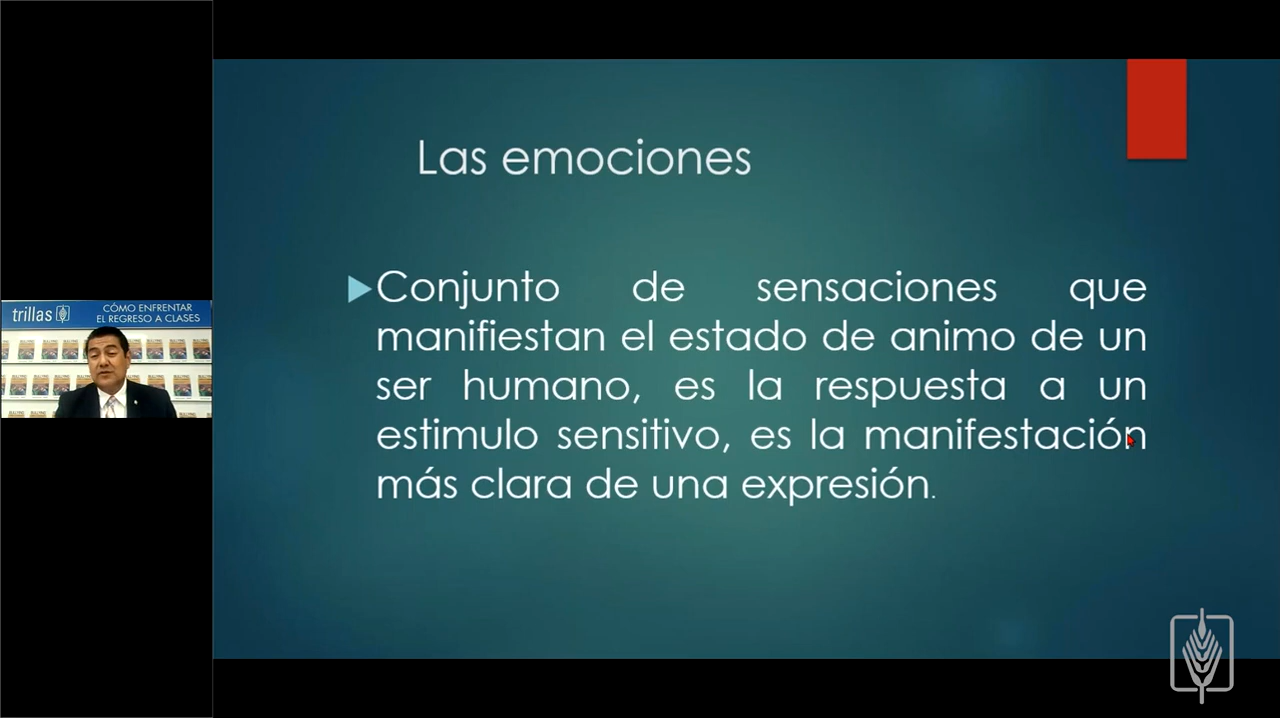 trillas
CÓMO ENFRENTAR
EL REGRESO A CLASES
Las emociones
Conjunto de sensaciones que
manifiestan el estado de animo de un
ser humano, es la respuesta a un
estimulo sensitivo, es la manifestación
más clara de una expresión.